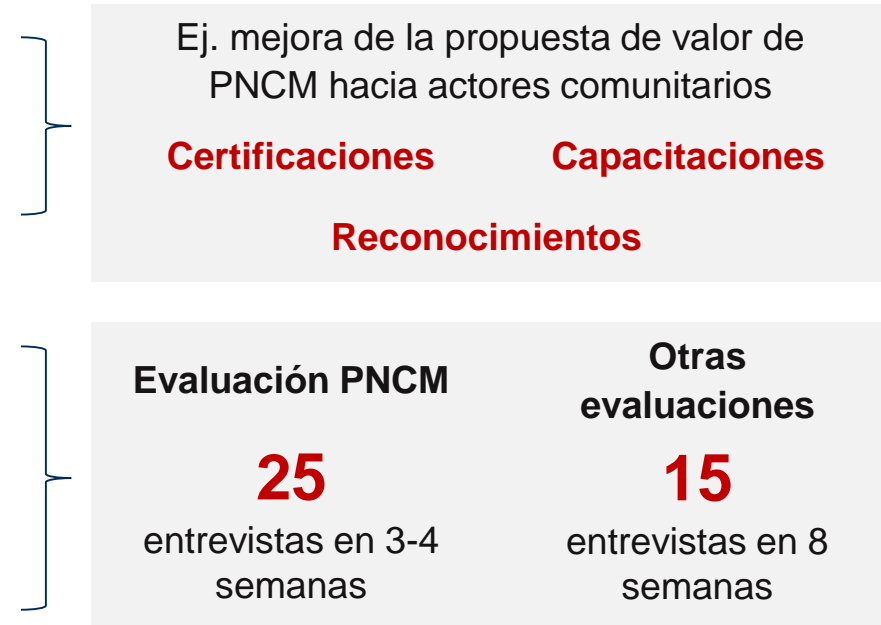 Ej. mejora de la propuesta de valor de
PNCM hacia actores comunitarios
Certificaciones Capacitaciones
Reconocimientos
Evaluación PNCM
25
entrevistas en 3-4
semanas
Otras
evaluaciones
15
entrevistas en 8
semanas